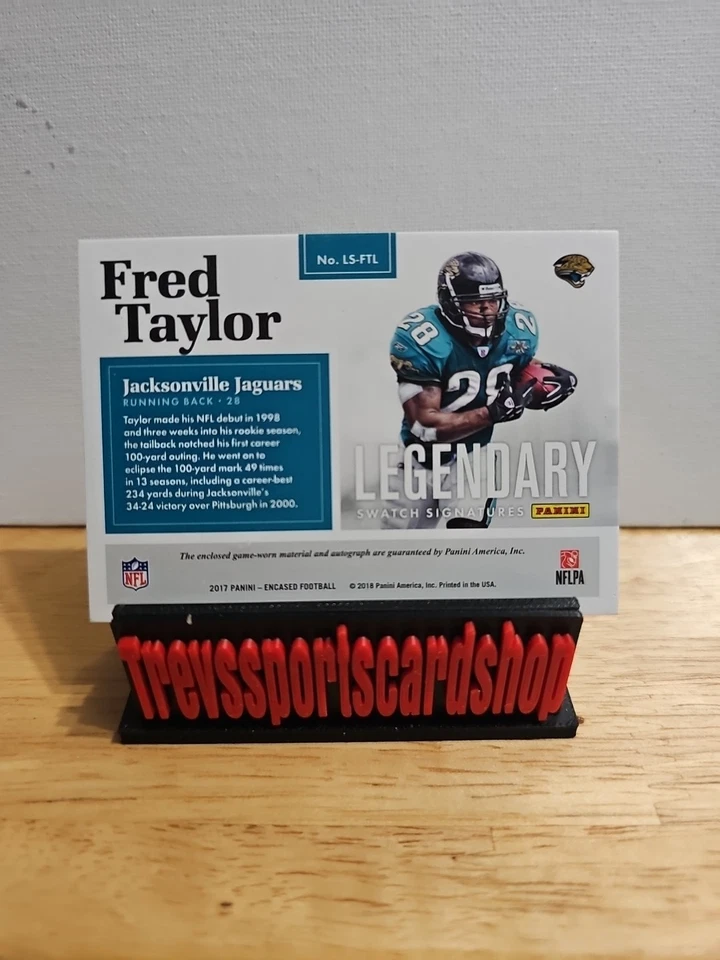 No. LS-FTL
Fred
Taylor
Jacksonville Jaguars
RUNNING BACK • 28
Taylor made his NFL debut in 1998
and three weeks into his rookie season,
the tailback notched his first career
100-yard outing. He went on to
eclipse the 100-yard mark 49 times
in 13 seasons, including a career-best
234 yards during Jacksonville's
34-24 victory over Pittsburgh in 2000.
28
28
2
LEGENDARY
SWATCH SIGNATURES PANINI
The enclosed game-worn material and autograph are guaranteed by Panini America, Inc.
NFL
2017 PANINI – ENCASED FOOTBALL © 2018 Panini America, Inc. Printed in the USA.
NFLPA
Trevssportscardshop